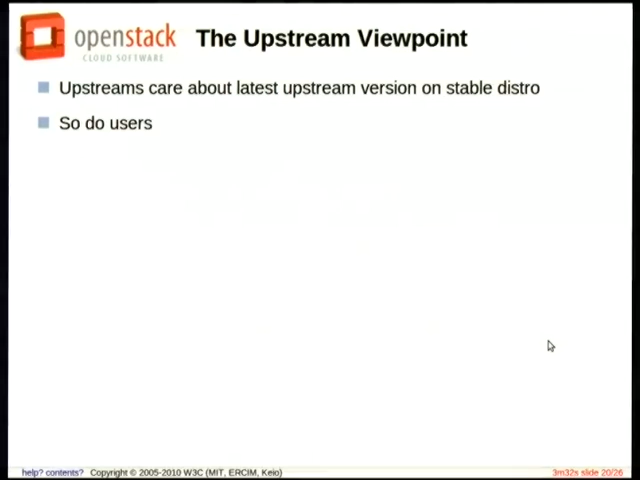 openstack
CLOUD SOFTWARE
The Upstream Viewpoint
Upstreams care about latest upstream version on stable distro
So do users
help? contents? Copyright © 2005-2010 W3C (MIT, ERCIM, Keio)
3m32s slide 20/26